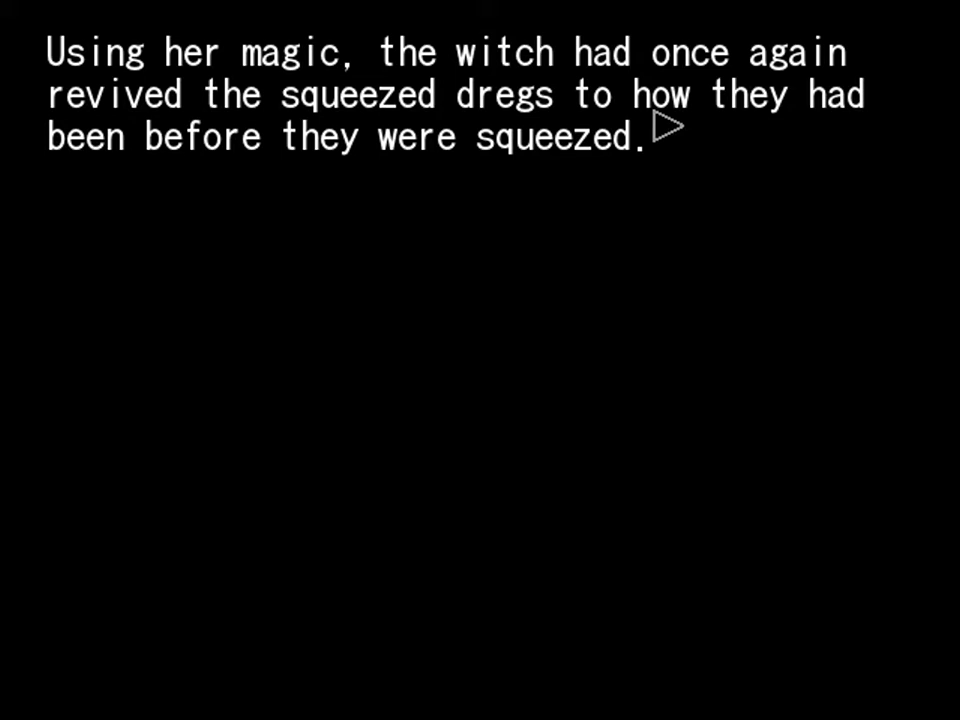 Using her magic, the witch had once again
revived the squeezed dregs to how they had
been before they were squeezed.